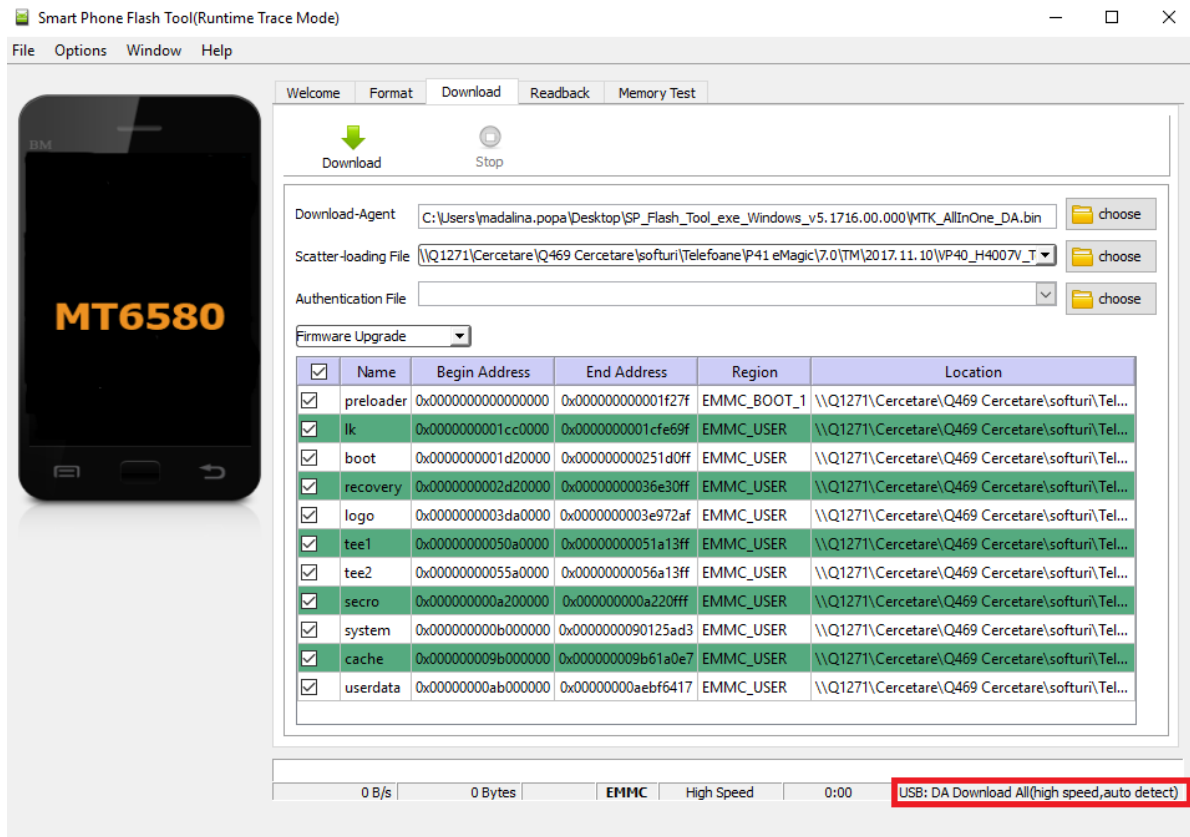 Smart Phone Flash Tool(Runtime Trace Mode)
File Options Window Help
Welcome Format Download Readback Memory Test
BM
Download Stop
Download-Agent C:\Users\madalina.popa\Desktop\SP_Flash_Tool_exe_Windows_v5.1716.00.000\MTK_AllInOne_DA.bin choose
Scatter-loading File \\Q1271\Cercetare\Q469 Cercetare\softuri\Telefoane\P41 eMagic\7.0\TM\2017.11.10\VP40_H4007V_T choose
Authentication File choose
MT6580
Firmware Upgrade
Name Begin Address End Address Region Location
preloader 0x0000000000000000 0x000000000001f27f EMMC_BOOT_1 \\Q1271\Cercetare\Q469 Cercetare\softuri\Tel...
lk 0x0000000001cc0000 0x0000000001cfe69f EMMC_USER \\Q1271\Cercetare\Q469 Cercetare\softuri\Tel...
boot 0x0000000001d20000 0x000000000251d0ff EMMC_USER \\Q1271\Cercetare\Q469 Cercetare\softuri\Tel...
recovery 0x0000000002d20000 0x00000000036e30ff EMMC_USER \\Q1271\Cercetare\Q469 Cercetare\softuri\Tel...
logo 0x0000000003da0000 0x0000000003e972af EMMC_USER \\Q1271\Cercetare\Q469 Cercetare\softuri\Tel...
tee1 0x00000000050a0000 0x00000000051a13ff EMMC_USER \\Q1271\Cercetare\Q469 Cercetare\softuri\Tel...
tee2 0x00000000055a0000 0x00000000056a13ff EMMC_USER \\Q1271\Cercetare\Q469 Cercetare\softuri\Tel...
secro 0x000000000a200000 0x000000000a220fff EMMC_USER \\Q1271\Cercetare\Q469 Cercetare\softuri\Tel...
system 0x000000000b000000 0x0000000090125ad3 EMMC_USER \\Q1271\Cercetare\Q469 Cercetare\softuri\Tel...
cache 0x000000009b000000 0x000000009b61a0e7 EMMC_USER \\Q1271\Cercetare\Q469 Cercetare\softuri\Tel...
userdata 0x00000000ab000000 0x00000000aebf6417 EMMC_USER \\Q1271\Cercetare\Q469 Cercetare\softuri\Tel...
0 B/s 0 Bytes EMMC High Speed 0:00 USB: DA Download All(high speed,auto detect)